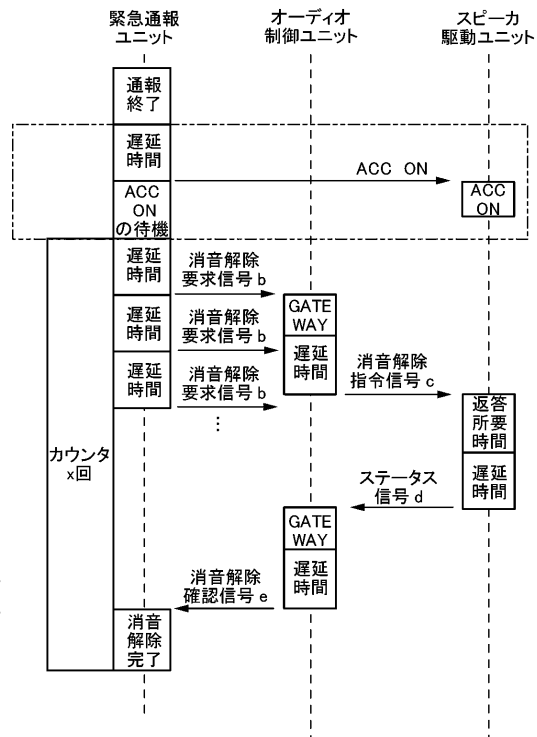 緊急通報
ユニット
オーディオ
制御ユニット
スピーカ
駆動ユニット
通報
終了
遅延
時間
ACC ON
ACC
ON
の待機
ACC
ON
遅延
時間
消音解除
要求信号 b
GATE
WAY
遅延
時間
消音解除
要求信号 b
遅延
時間
消音解除
指令信号 c
遅延
時間
消音解除
要求信号 b
⋮
返答
所要
時間
カウンタ
x回
遅延
時間
ステータス
信号 d
GATE
WAY
遅延
時間
消音解除
確認信号 e
消音
解除
完了